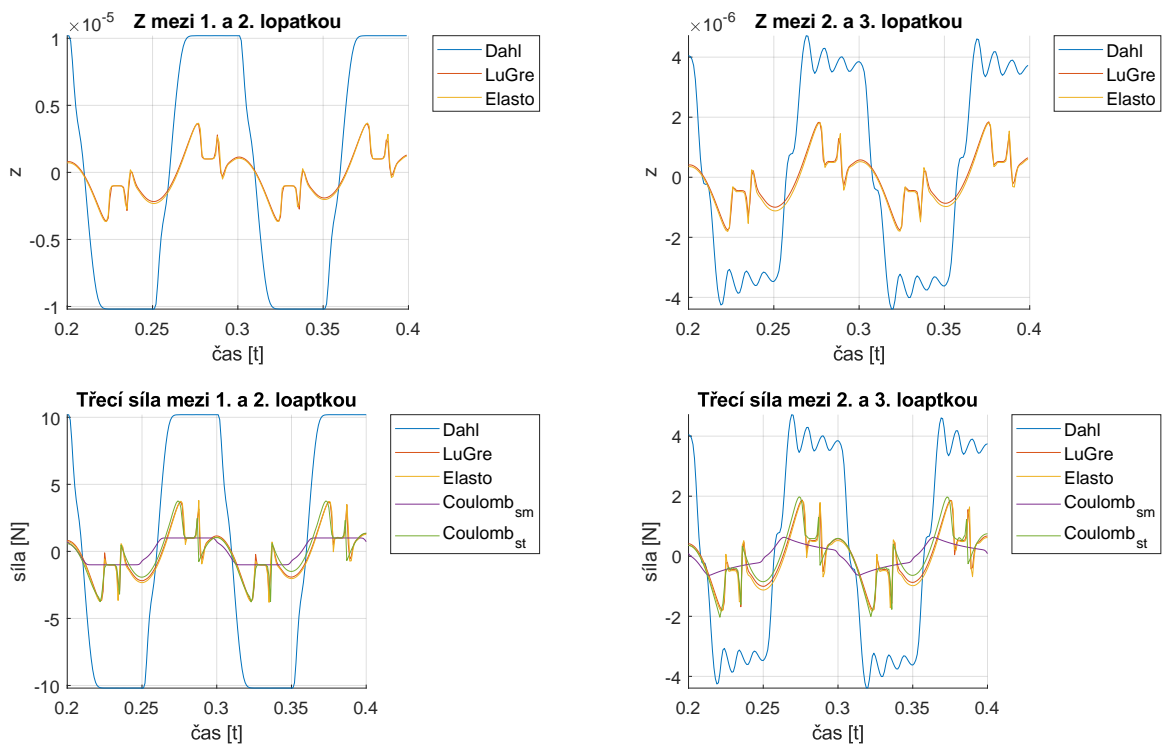 Z mezi 1. a 2. lopatkou
×10⁻⁵
1
0.5
0
-0.5
-1
z
0.2
0.25
0.3
0.35
0.4
čas [t]
Dahl
LuGre
Elasto
Z mezi 2. a 3. lopatkou
×10⁻⁶
4
2
0
-2
-4
z
0.2
0.25
0.3
0.35
0.4
čas [t]
Dahl
LuGre
Elasto
Třecí síla mezi 1. a 2. loaptkou
10
5
0
-5
-10
síla [N]
0.2
0.25
0.3
0.35
0.4
čas [t]
Dahl
LuGre
Elasto
Coulomb_sm
Coulomb_st
Třecí síla mezi 2. a 3. loaptkou
4
2
0
-2
-4
síla [N]
0.2
0.25
0.3
0.35
0.4
čas [t]
Dahl
LuGre
Elasto
Coulomb_sm
Coulomb_st